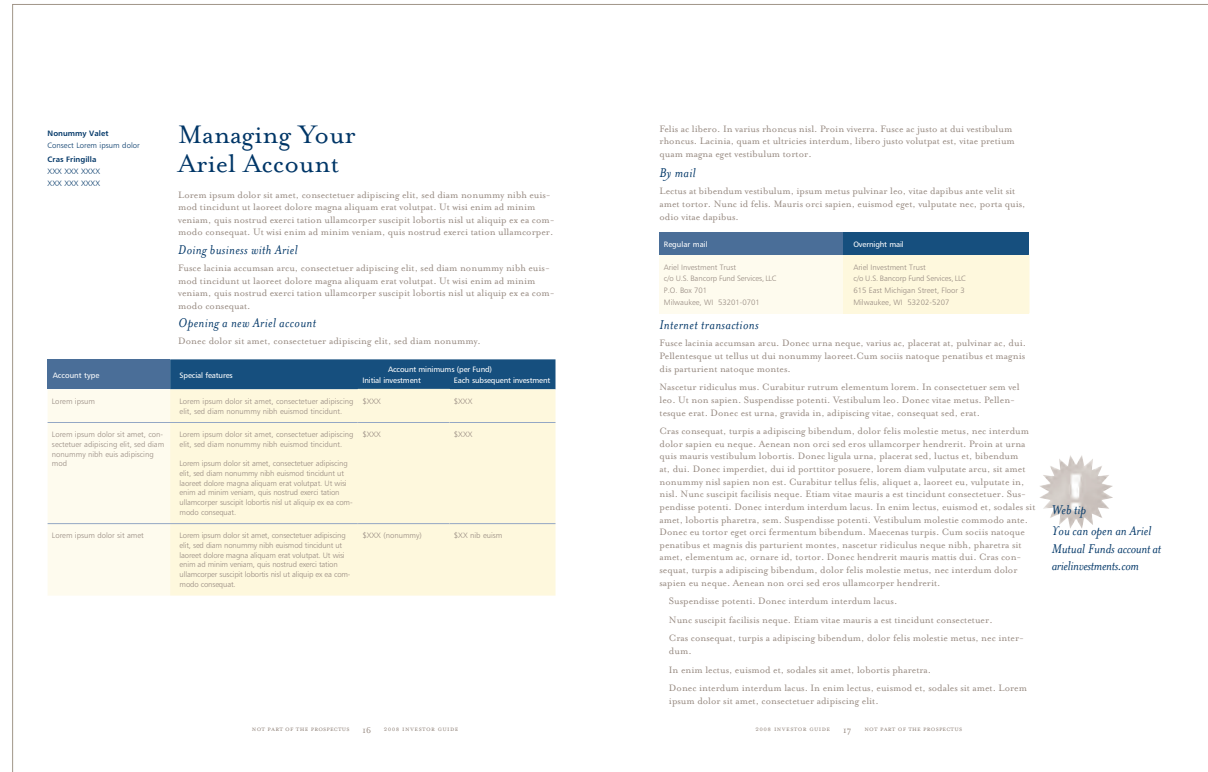 Nonummy Valet
Consect Lorem ipsum dolor
Cras Fringilla
XXX XXX XXXX
XXX XXX XXXX
Managing Your
Ariel Account
Lorem ipsum dolor sit amet, consectetuer adipiscing elit, sed diam nonummy nibh euis-
mod tincidunt ut laoreet dolore magna aliquam erat volutpat. Ut wisi enim ad minim
veniam, quis nostrud exerci tation ullamcorper suscipit lobortis nisl ut aliquip ex ea com-
modo consequat. Ut wisi enim ad minim veniam, quis nostrud exerci tation ullamcorper.
Doing business with Ariel
Fusce lacinia accumsan arcu, consectetuer adipiscing elit, sed diam nonummy nibh euis-
mod tincidunt ut laoreet dolore magna aliquam erat volutpat. Ut wisi enim ad minim
veniam, quis nostrud exerci tation ullamcorper suscipit lobortis nisl ut aliquip ex ea com-
modo consequat.
Opening a new Ariel account
Donec dolor sit amet, consectetuer adipiscing elit, sed diam nonummy.
Account type
Special features
Account minimums (per Fund)
Initial investment
Each subsequent investment
Lorem ipsum
Lorem ipsum dolor sit amet, consectetuer adipiscing
elit, sed diam nonummy nibh euismod tincidunt.
$XXX
$XXX
Lorem ipsum dolor sit amet, con-
sectetuer adipiscing elit, sed diam
nonummy nibh euis adipiscing
mod
Lorem ipsum dolor sit amet, consectetuer adipiscing
elit, sed diam nonummy nibh euismod tincidunt.
Lorem ipsum dolor sit amet, consectetuer adipiscing
elit, sed diam nonummy nibh euismod tincidunt ut
laoreet dolore magna aliquam erat volutpat. Ut wisi
enim ad minim veniam, quis nostrud exerci tation
ullamcorper suscipit lobortis nisl ut aliquip ex ea com-
modo consequat.
$XXX
$XXX
Lorem ipsum dolor sit amet
Lorem ipsum dolor sit amet, consectetuer adipiscing
elit, sed diam nonummy nibh euismod tincidunt ut
laoreet dolore magna aliquam erat volutpat. Ut wisi
enim ad minim veniam, quis nostrud exerci tation
ullamcorper suscipit lobortis nisl ut aliquip ex ea com-
modo consequat.
$XXX (nonummy)
$XX nib euism
NOT PART OF THE PROSPECTUS 16 2008 INVESTOR GUIDE
Felis ac libero. In varius rhoncus nisl. Proin viverra. Fusce ac justo at dui vestibulum
rhoncus. Lacinia, quam et ultricies interdum, libero justo volutpat est, vitae pretium
quam magna eget vestibulum tortor.
By mail
Lectus at bibendum vestibulum, ipsum metus pulvinar leo, vitae dapibus ante velit sit
amet tortor. Nunc id felis. Mauris orci sapien, euismod eget, vulputate nec, porta quis,
odio vitae dapibus.
Regular mail
Overnight mail
Ariel Investment Trust
c/o U.S. Bancorp Fund Services, LLC
P.O. Box 701
Milwaukee, WI 53201-0701
Ariel Investment Trust
c/o U.S. Bancorp Fund Services, LLC
615 East Michigan Street, Floor 3
Milwaukee, WI 53202-5207
Internet transactions
Fusce lacinia accumsan arcu. Donec urna neque, varius ac, placerat at, pulvinar ac, dui.
Pellentesque ut tellus ut dui nonummy laoreet.Cum sociis natoque penatibus et magnis
dis parturient natoque montes.
Nascetur ridiculus mus. Curabitur rutrum elementum lorem. In consectetuer sem vel
leo. Ut non sapien. Suspendisse potenti. Vestibulum leo. Donec vitae metus. Pellen-
tesque erat. Donec est urna, gravida in, adipiscing vitae, consequat sed, erat.
Cras consequat, turpis a adipiscing bibendum, dolor felis molestie metus, nec interdum
dolor sapien eu neque. Aenean non orci sed eros ullamcorper hendrerit. Proin at urna
quis mauris vestibulum lobortis. Donec ligula urna, placerat sed, luctus et, bibendum
at, dui. Donec imperdiet, dui id porttitor posuere, lorem diam vulputate arcu, sit amet
nonummy nisl sapien non est. Curabitur tellus felis, aliquet a, laoreet eu, vulputate in,
nisl. Nunc suscipit facilisis neque. Etiam vitae mauris a est tincidunt consectetuer. Sus-
pendisse potenti. Donec interdum interdum lacus. In enim lectus, euismod et, sodales sit
amet, lobortis pharetra, sem. Suspendisse potenti. Vestibulum molestie commodo ante.
Donec eu tortor eget orci fermentum bibendum. Maecenas turpis. Cum sociis natoque
penatibus et magnis dis parturient montes, nascetur ridiculus neque nibh, pharetra sit
amet, elementum ac, ornare id, tortor. Donec hendrerit mauris mattis dui. Cras con-
sequat, turpis a adipiscing bibendum, dolor felis molestie metus, nec interdum dolor
sapien eu neque. Aenean non orci sed eros ullamcorper hendrerit.
Suspendisse potenti. Donec interdum interdum lacus.
Nunc suscipit facilisis neque. Etiam vitae mauris a est tincidunt consectetuer.
Cras consequat, turpis a adipiscing bibendum, dolor felis molestie metus, nec inter-
dum.
In enim lectus, euismod et, sodales sit amet, lobortis pharetra.
Donec interdum interdum lacus. In enim lectus, euismod et, sodales sit amet. Lorem
ipsum dolor sit amet, consectetuer adipiscing elit.
!
Web tip
You can open an Ariel
Mutual Funds account at
arielinvestments.com
2008 INVESTOR GUIDE 17 NOT PART OF THE PROSPECTUS